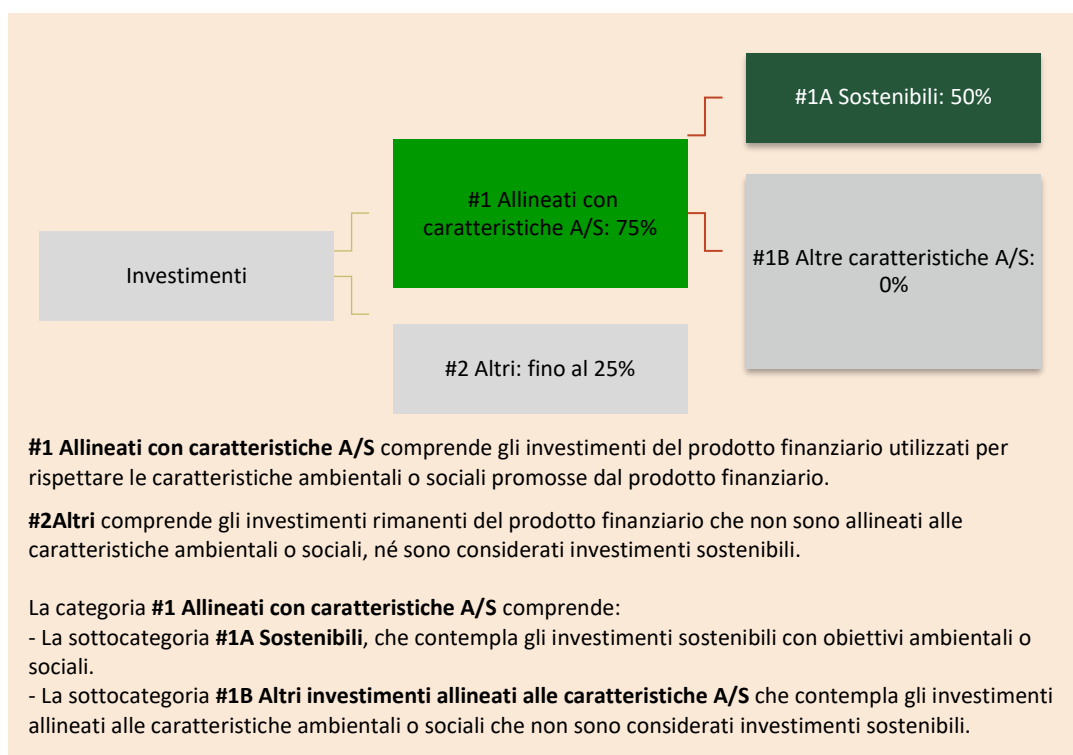 #1A Sostenibili: 50%
#1 Allineati con
caratteristiche A/S: 75%
#1B Altre caratteristiche A/S:
0%
Investimenti
#2 Altri: fino al 25%
#1 Allineati con caratteristiche A/S comprende gli investimenti del prodotto finanziario utilizzati per
rispettare le caratteristiche ambientali o sociali promosse dal prodotto finanziario.
#2Altri comprende gli investimenti rimanenti del prodotto finanziario che non sono allineati alle
caratteristiche ambientali o sociali, né sono considerati investimenti sostenibili.
La categoria #1 Allineati con caratteristiche A/S comprende:
- La sottocategoria #1A Sostenibili, che contempla gli investimenti sostenibili con obiettivi ambientali o
sociali.
- La sottocategoria #1B Altri investimenti allineati alle caratteristiche A/S che contempla gli investimenti
allineati alle caratteristiche ambientali o sociali che non sono considerati investimenti sostenibili.